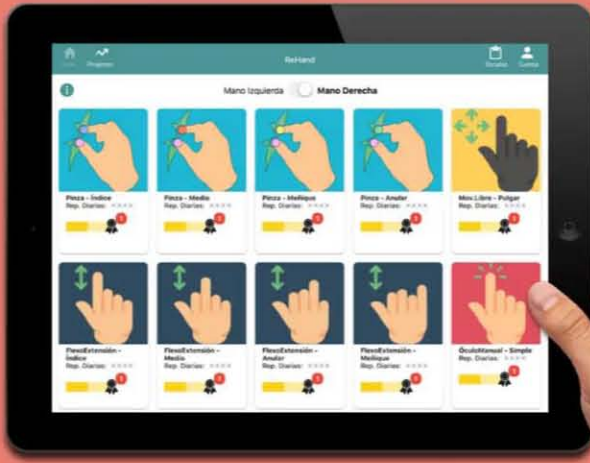 Progreso
ReHand
Escalas
Cuenta
Mano Izquierda
Mano Derecha
Pinza - Índice
Rep. Diarias:
Pinza - Medio
Rep. Diarias:
Pinza - Meñique
Rep. Diarias:
Pinza - Anular
Rep. Diarias:
Mov.Libre - Pulgar
Rep. Diarias:
FlexoExtensión -
Índice
Rep. Diarias:
FlexoExtensión -
Medio
Rep. Diarias:
FlexoExtensión -
Anular
Rep. Diarias:
FlexoExtensión -
Meñique
Rep. Diarias:
ÓculoManual - Simple
Rep. Diarias: